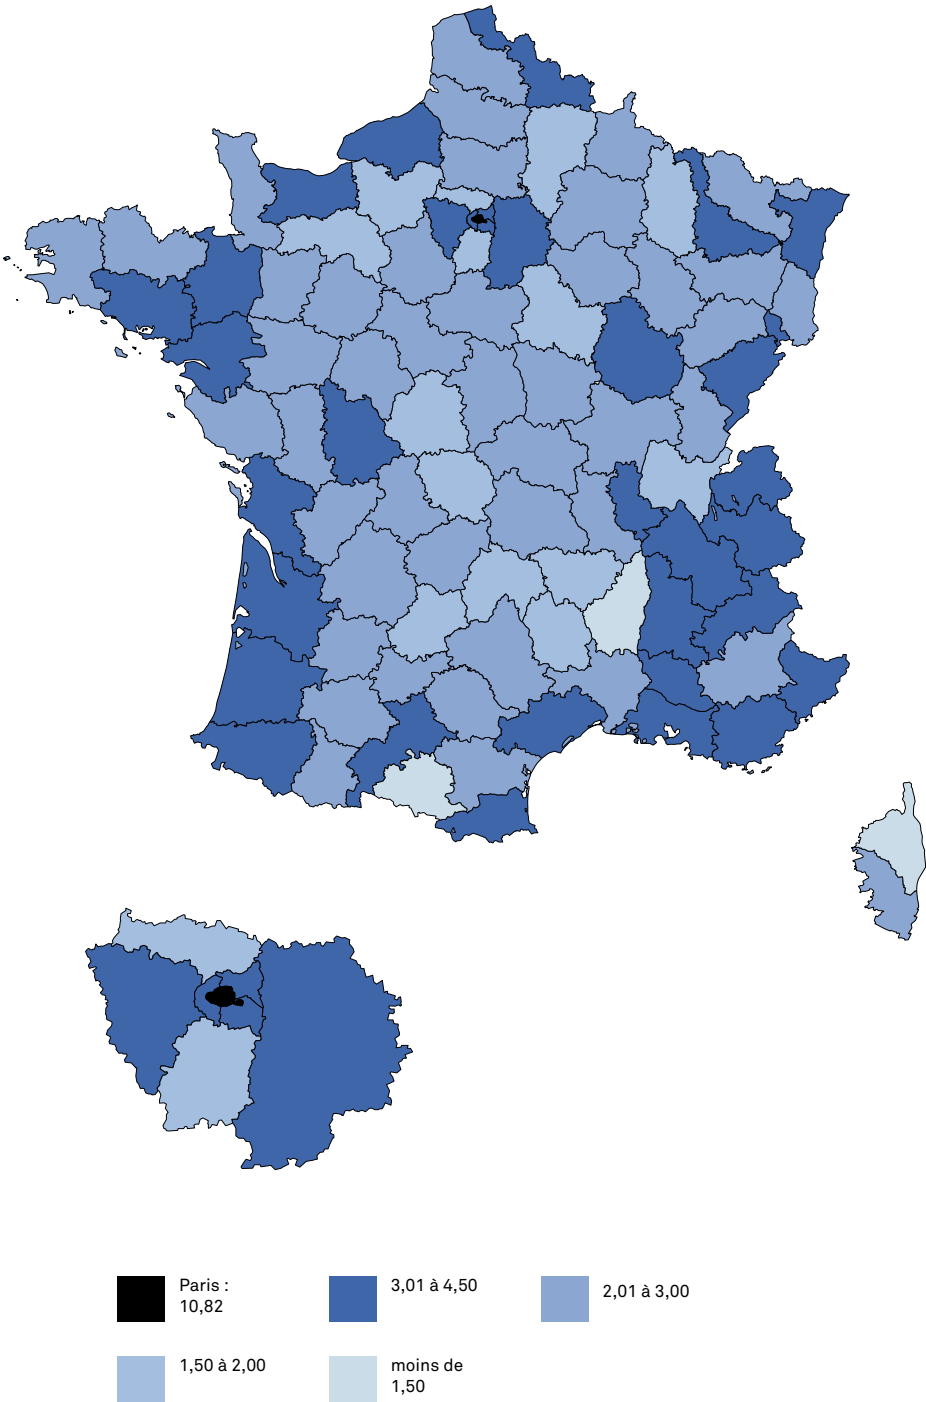 Paris :
10,82
3,01 à 4,50
2,01 à 3,00
1,50 à 2,00
moins de
1,50